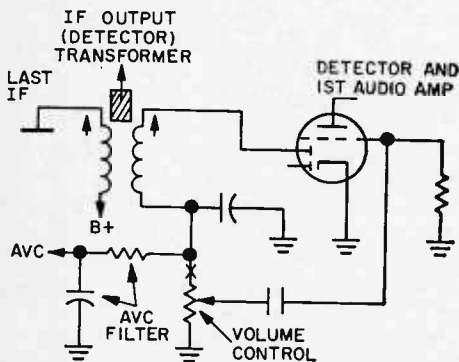 IF OUTPUT
(DETECTOR)
TRANSFORMER
LAST
IF
DETECTOR AND
1ST AUDIO AMP
B+
AVC
AVC
FILTER
VOLUME
CONTROL
X